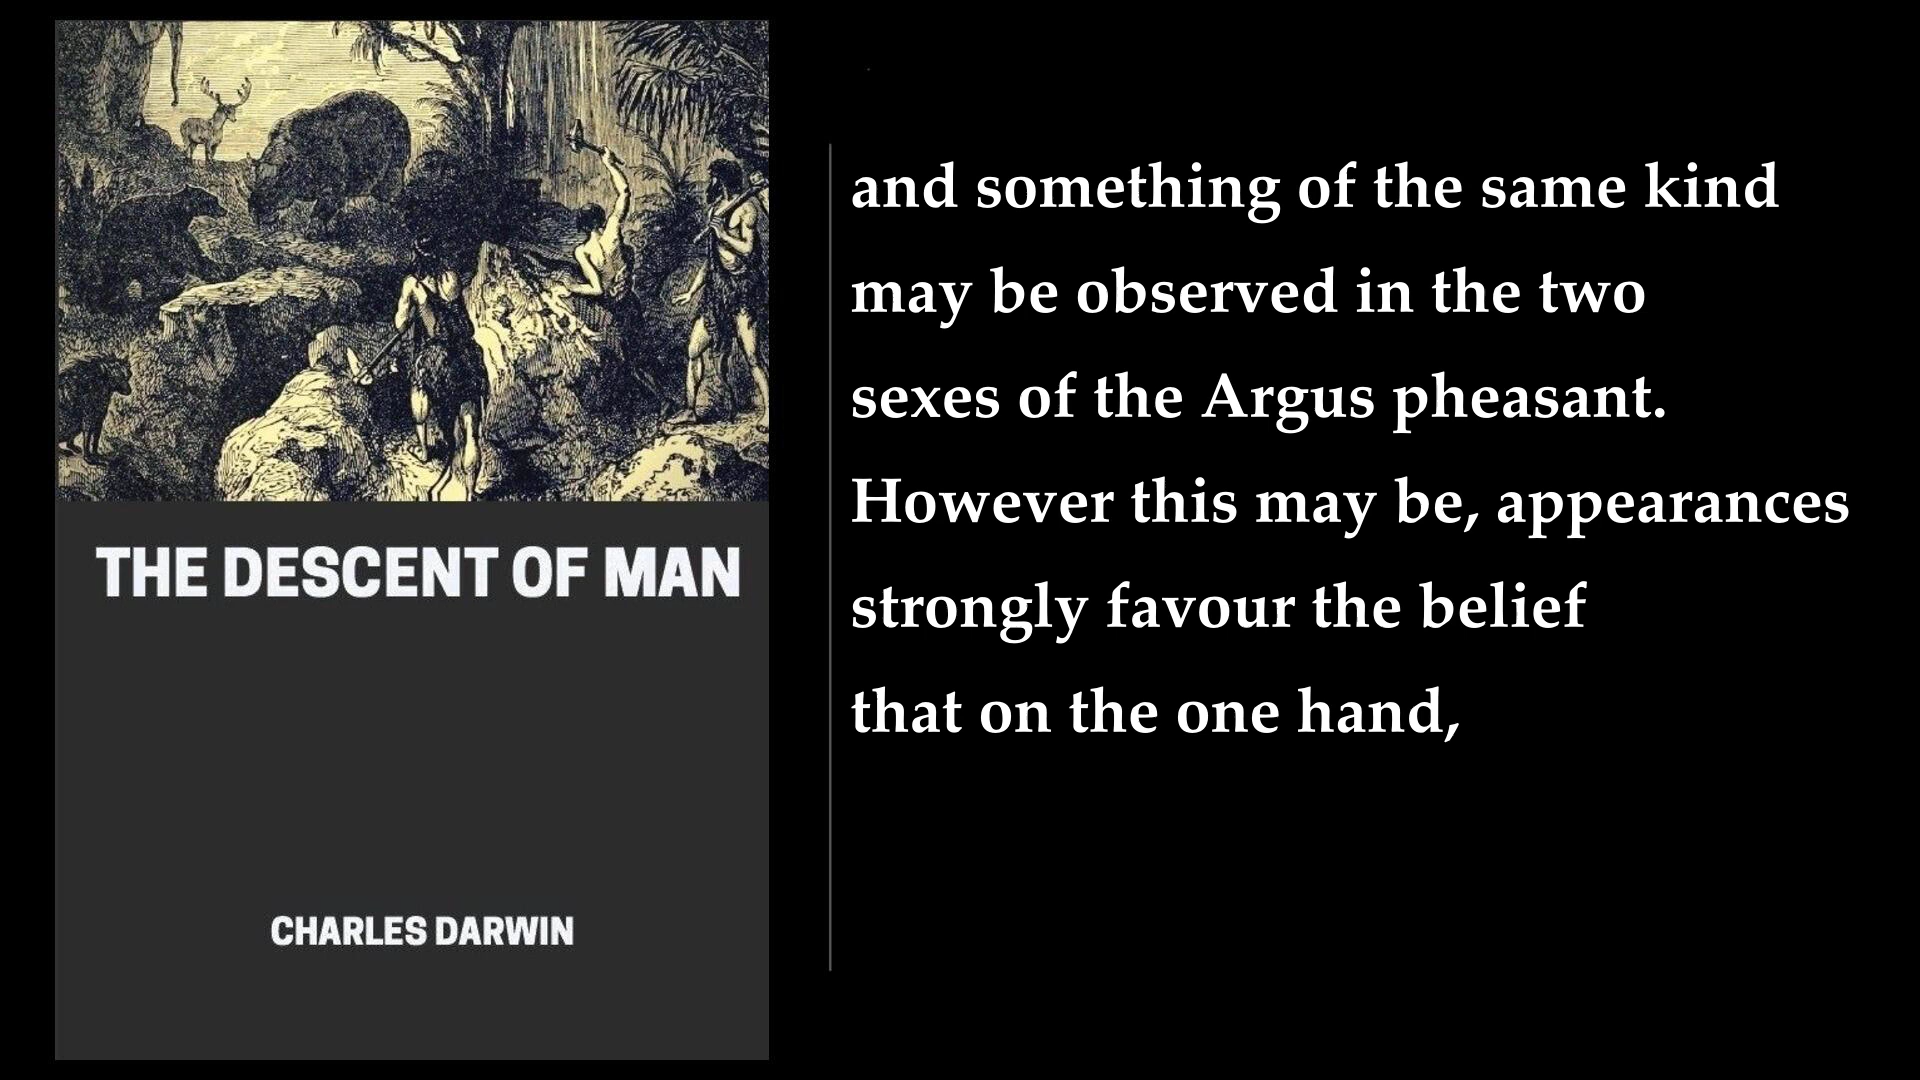 THE DESCENT OF MAN
CHARLES DARWIN
and something of the same kind
may be observed in the two
sexes of the Argus pheasant.
However this may be, appearances
strongly favour the belief
that on the one hand,